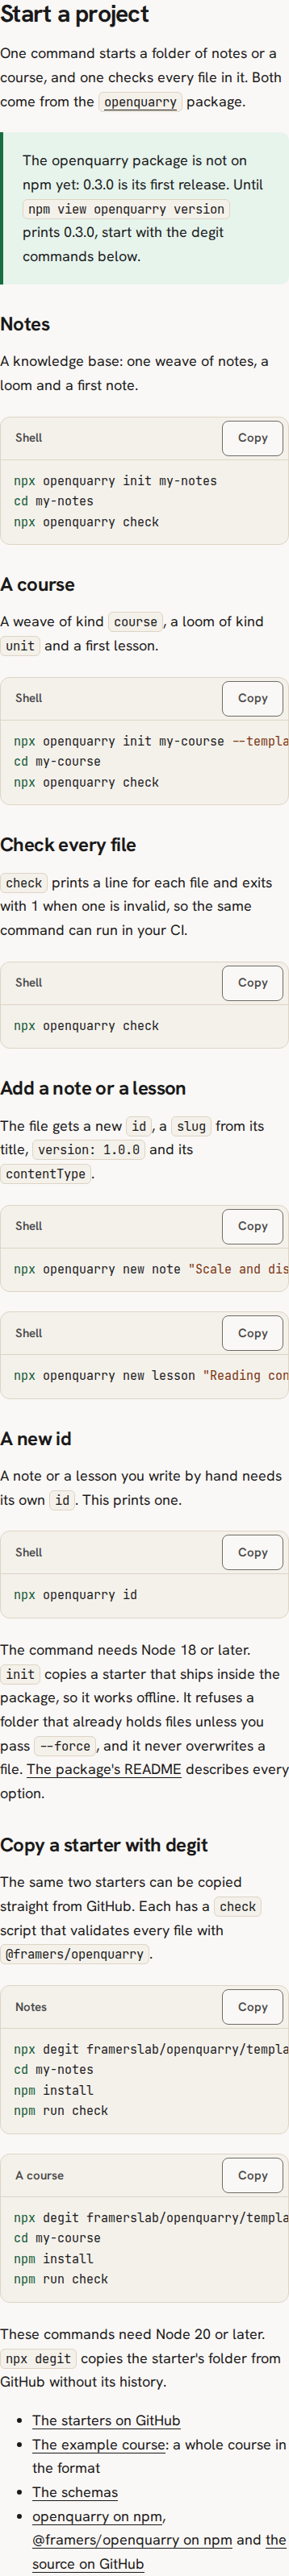 Start a project
One command starts a folder of notes or a
course, and one checks every file in it. Both
come from the openquarry package.
The openquarry package is not on
npm yet: 0.3.0 is its first release. Until
npm view openquarry version
prints 0.3.0, start with the degit
commands below.
Notes
A knowledge base: one weave of notes, a
loom and a first note.
Shell
Copy
npx openquarry init my-notes
cd my-notes
npx openquarry check
A course
A weave of kind course, a loom of kind
unit and a first lesson.
Shell
Copy
npx openquarry init my-course --templa
cd my-course
npx openquarry check
Check every file
check prints a line for each file and exits
with 1 when one is invalid, so the same
command can run in your CI.
Shell
Copy
npx openquarry check
Add a note or a lesson
The file gets a new id, a slug from its
title, version: 1.0.0 and its
contentType.
Shell
Copy
npx openquarry new note "Scale and dis
Shell
Copy
npx openquarry new lesson "Reading con
A new id
A note or a lesson you write by hand needs
its own id. This prints one.
Shell
Copy
npx openquarry id
The command needs Node 18 or later.
init copies a starter that ships inside the
package, so it works offline. It refuses a
folder that already holds files unless you
pass --force, and it never overwrites a
file. The package's README describes every
option.
Copy a starter with degit
The same two starters can be copied
straight from GitHub. Each has a check
script that validates every file with
@framers/openquarry.
Notes
Copy
npx degit framerslab/openquarry/templa
cd my-notes
npm install
npm run check
A course
Copy
npx degit framerslab/openquarry/templa
cd my-course
npm install
npm run check
These commands need Node 20 or later.
npx degit copies the starter's folder from
GitHub without its history.
• The starters on GitHub
• The example course: a whole course in
the format
• The schemas
• openquarry on npm,
@framers/openquarry on npm and the
source on GitHub